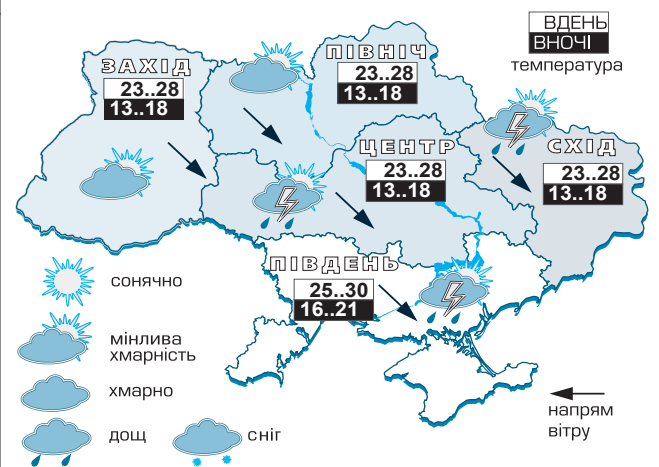 ВДЕНЬ
ВНОЧІ
температура
ЗАХІД
23..28
13..18
ПІВНІЧ
23..28
13..18
ЦЕНТР
23..28
13..18
СХІД
23..28
13..18
ПІВДЕНЬ
25..30
16..21
сонячно
мінлива
хмарність
хмарно
дощ
сніг
напрям
вітру